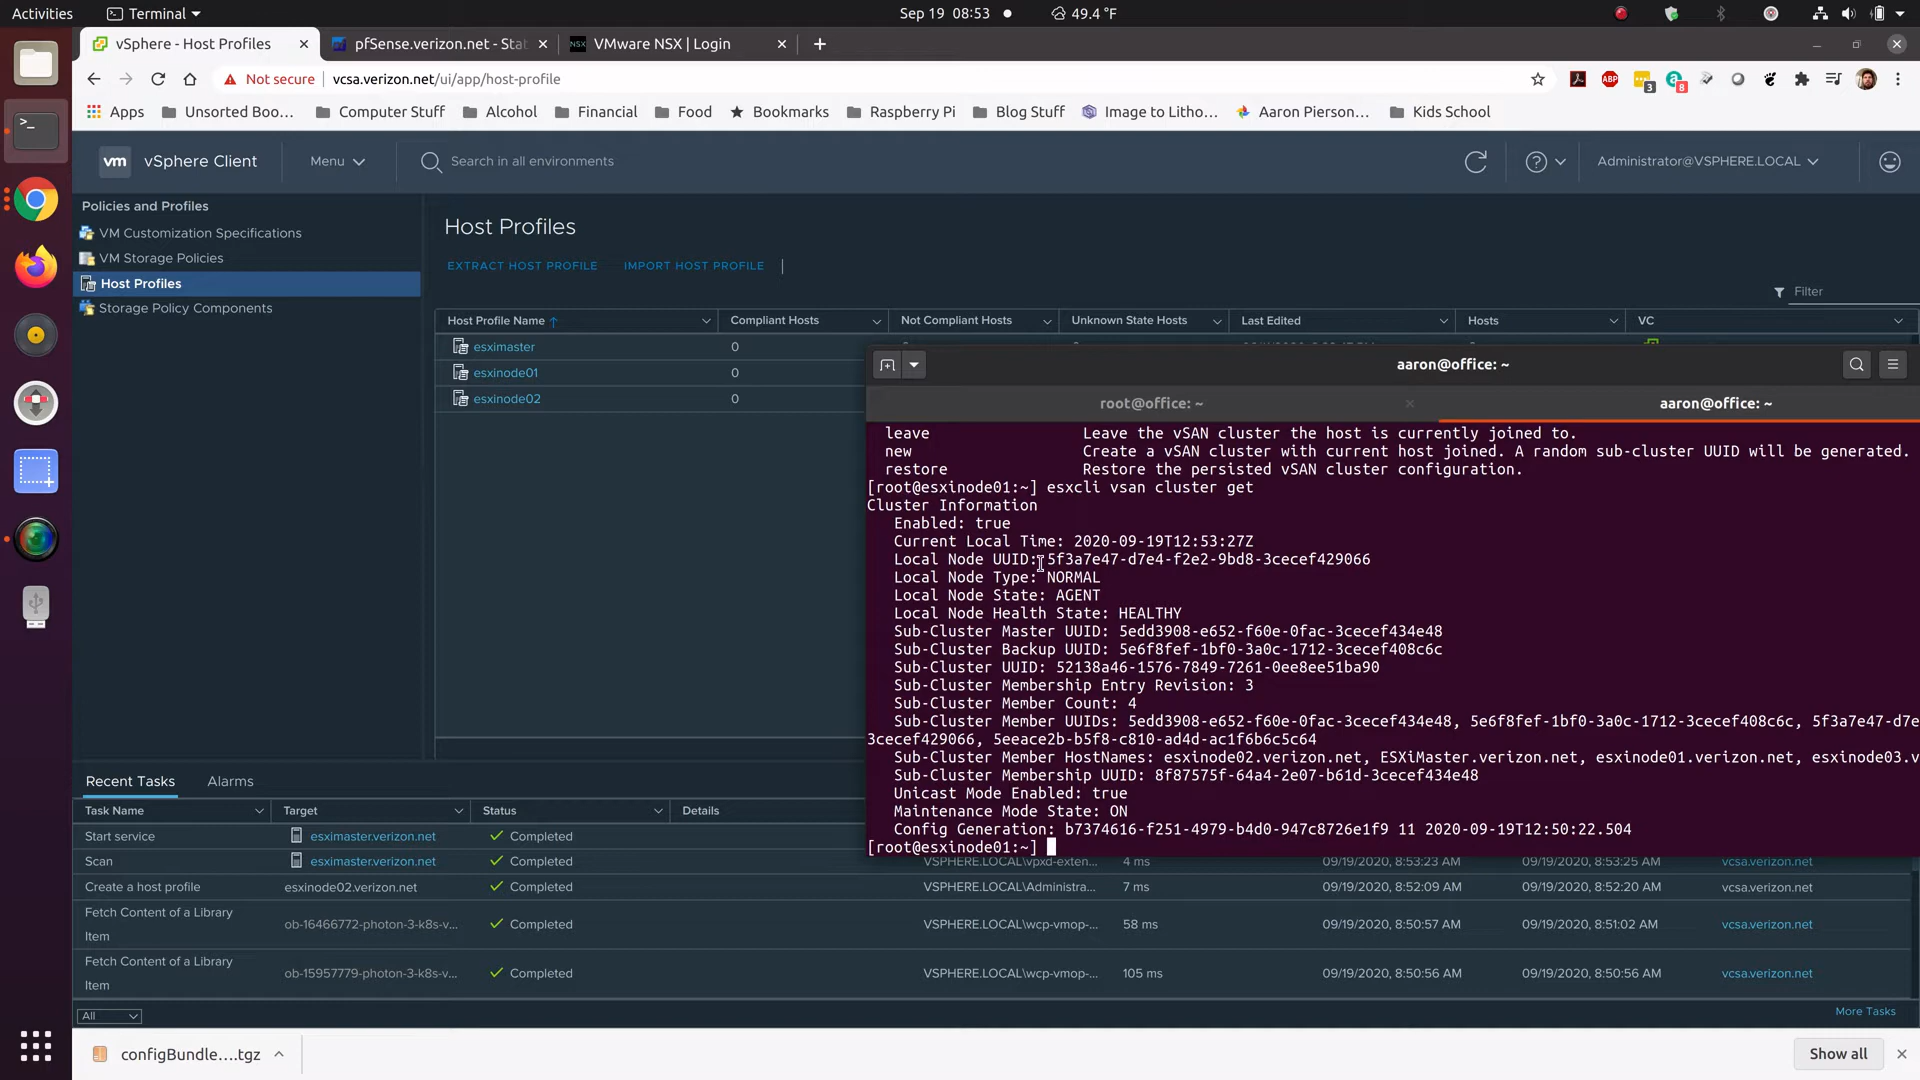 Activities
Terminal
Sep 19 08:53
49.4 °F
vSphere - Host Profiles
pfSense.verizon.net - Sta
VMware NSX | Login
Not secure
vcsa.verizon.net/ui/app/host-profile
ABP
3
8
Apps
Unsorted Boo...
Computer Stuff
Alcohol
Financial
Food
Bookmarks
Raspberry Pi
Blog Stuff
Image to Litho...
Aaron Pierson...
Kids School
vm
vSphere Client
Menu
Search in all environments
Administrator@VSPHERE.LOCAL
Policies and Profiles
VM Customization Specifications
VM Storage Policies
Host Profiles
Storage Policy Components
Host Profiles
EXTRACT HOST PROFILE
IMPORT HOST PROFILE
Filter
Host Profile Name
Compliant Hosts
Not Compliant Hosts
Unknown State Hosts
Last Edited
Hosts
VC
esximaster
0
esxinode01
0
esxinode02
0
aaron@office: ~
root@office: ~
aaron@office: ~
leave Leave the vSAN cluster the host is currently joined to.
new Create a vSAN cluster with current host joined. A random sub-cluster UUID will be generated.
restore Restore the persisted vSAN cluster configuration.
[root@esxinode01:~] esxcli vsan cluster get
Cluster Information
Enabled: true
Current Local Time: 2020-09-19T12:53:27Z
Local Node UUID: 5f3a7e47-d7e4-f2e2-9bd8-3cecef429066
Local Node Type: NORMAL
Local Node State: AGENT
Local Node Health State: HEALTHY
Sub-Cluster Master UUID: 5edd3908-e652-f60e-0fac-3cecef434e48
Sub-Cluster Backup UUID: 5e6f8fef-1bf0-3a0c-1712-3cecef408c6c
Sub-Cluster UUID: 52138a46-1576-7849-7261-0ee8ee51ba90
Sub-Cluster Membership Entry Revision: 3
Sub-Cluster Member Count: 4
Sub-Cluster Member UUIDs: 5edd3908-e652-f60e-0fac-3cecef434e48, 5e6f8fef-1bf0-3a0c-1712-3cecef408c6c, 5f3a7e47-d7e
3cecef429066, 5eeace2b-b5f8-c810-ad4d-ac1f6b6c5c64
Sub-Cluster Member HostNames: esxinode02.verizon.net, ESXiMaster.verizon.net, esxinode01.verizon.net, esxinode03.v
Sub-Cluster Membership UUID: 8f87575f-64a4-2e07-b61d-3cecef434e48
Unicast Mode Enabled: true
Maintenance Mode State: ON
Config Generation: b7374616-f251-4979-b4d0-947c8726e1f9 11 2020-09-19T12:50:22.504
[root@esxinode01:~]
Recent Tasks
Alarms
Task Name
Target
Status
Details
Start service
esximaster.verizon.net
Completed
Scan
esximaster.verizon.net
Completed
VSPHERE.LOCAL\vpxd-exten...
4 ms
09/19/2020, 8:53:23 AM
09/19/2020, 8:53:23 AM
vcsa.verizon.net
Create a host profile
esxinode02.verizon.net
Completed
VSPHERE.LOCAL\Administra...
7 ms
09/19/2020, 8:52:09 AM
09/19/2020, 8:52:20 AM
vcsa.verizon.net
Fetch Content of a Library
Item
ob-16466772-photon-3-k8s-v...
Completed
VSPHERE.LOCAL\wcp-vmop-...
58 ms
09/19/2020, 8:50:57 AM
09/19/2020, 8:51:02 AM
vcsa.verizon.net
Fetch Content of a Library
Item
ob-15957779-photon-3-k8s-v...
Completed
VSPHERE.LOCAL\wcp-vmop-...
105 ms
09/19/2020, 8:50:56 AM
09/19/2020, 8:50:56 AM
vcsa.verizon.net
All
More Tasks
configBundle....tgz
Show all